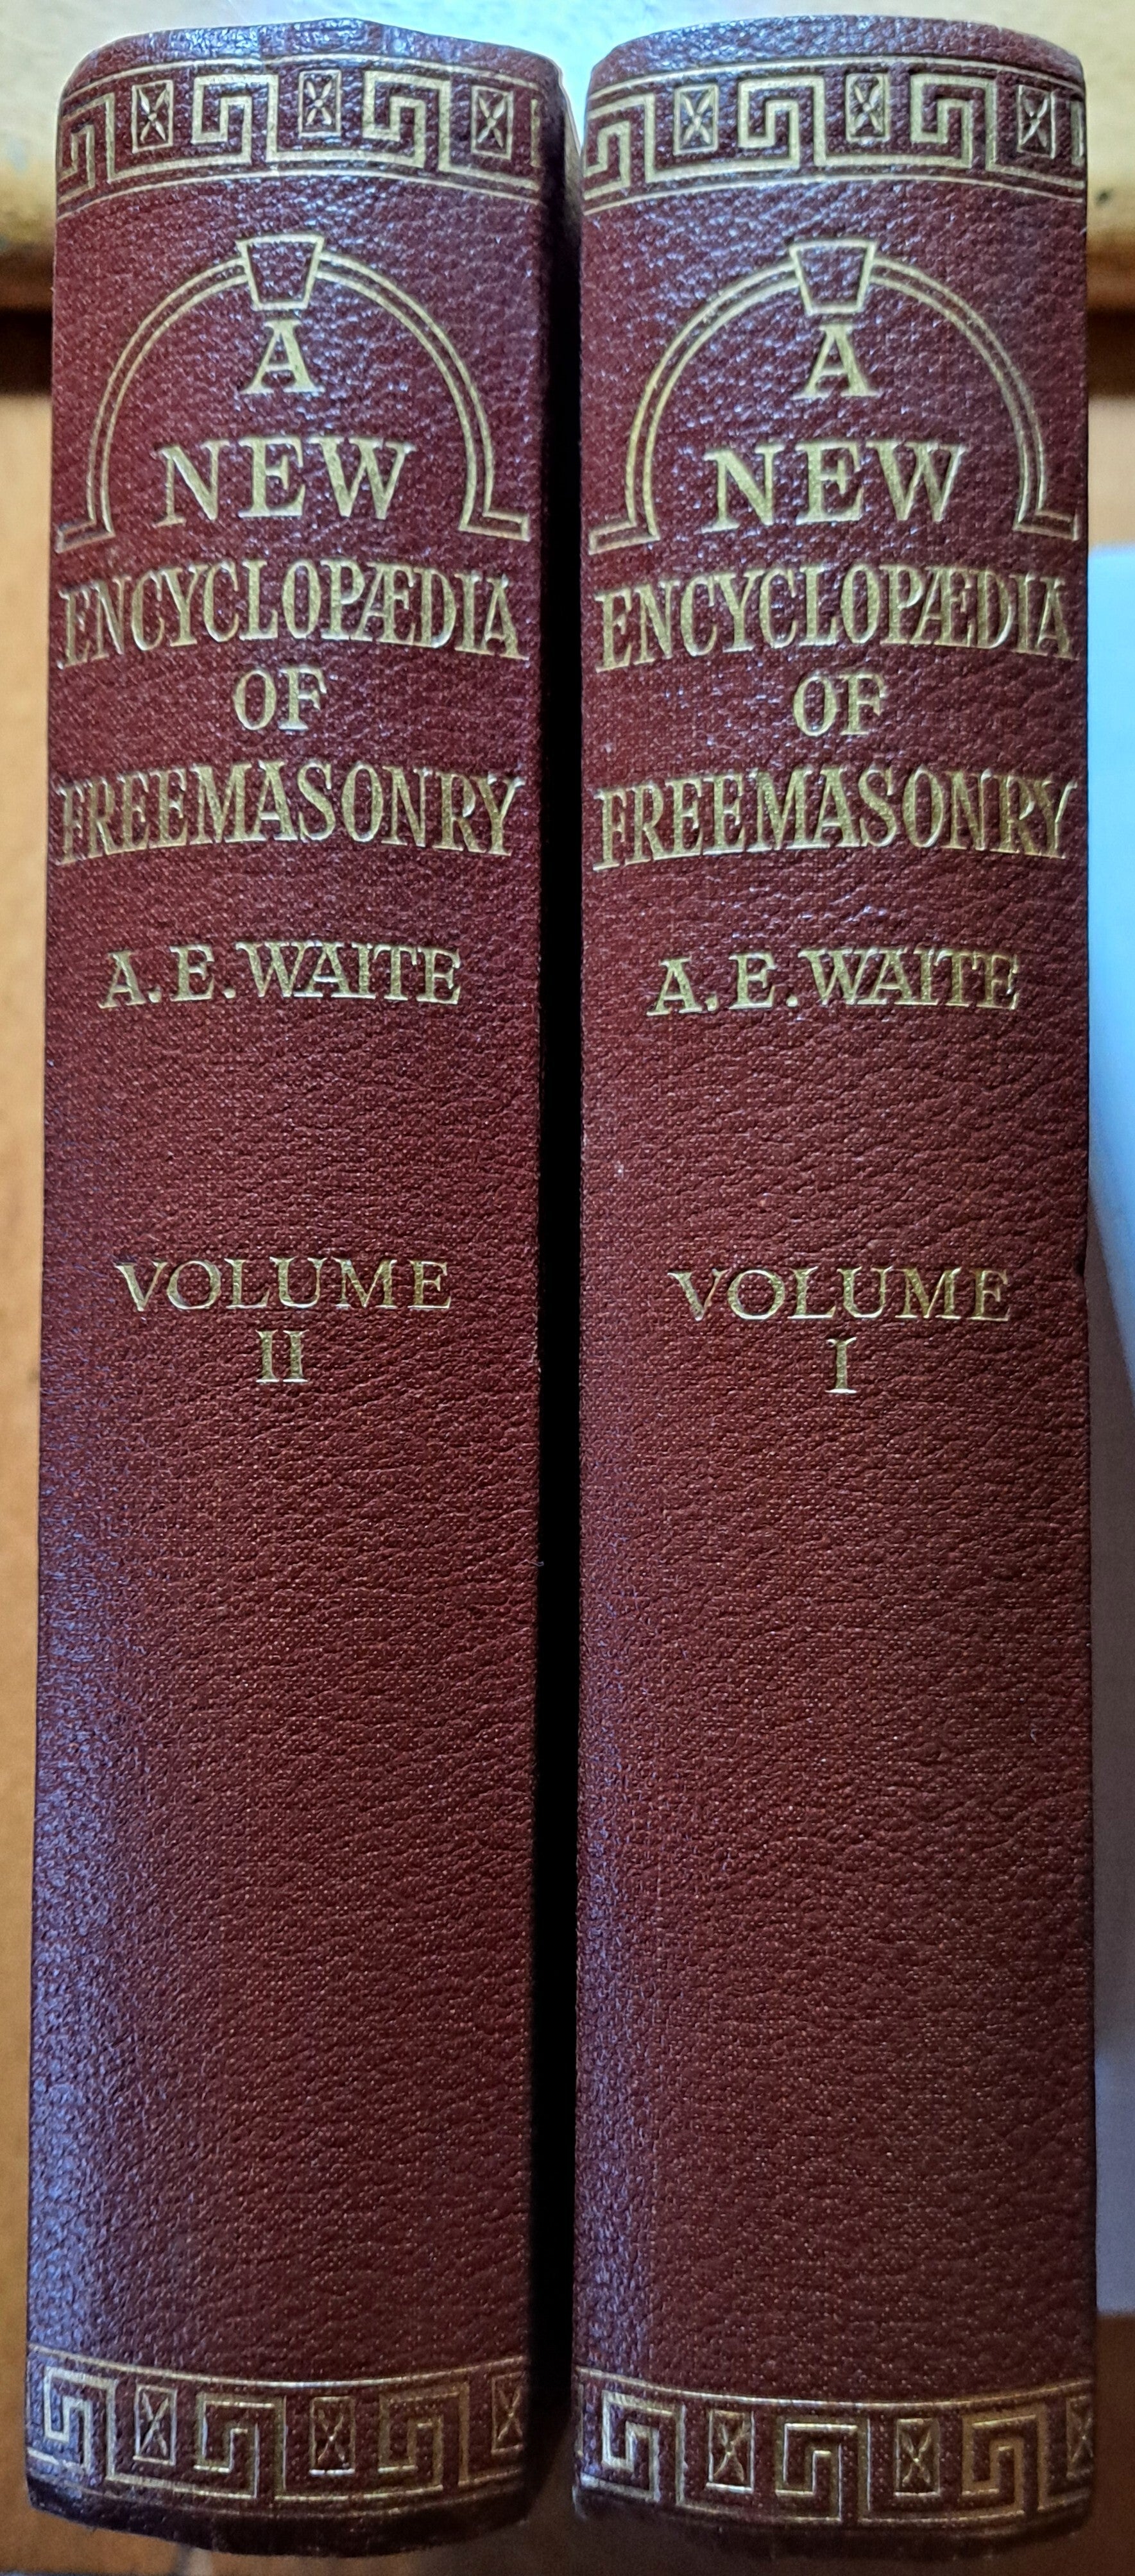 A
NEW
ENCYCLOPÆDIA
OF
FREEMASONRY
A. E. WAITE
VOLUME
II
A
NEW
ENCYCLOPÆDIA
OF
FREEMASONRY
A. E. WAITE
VOLUME
I